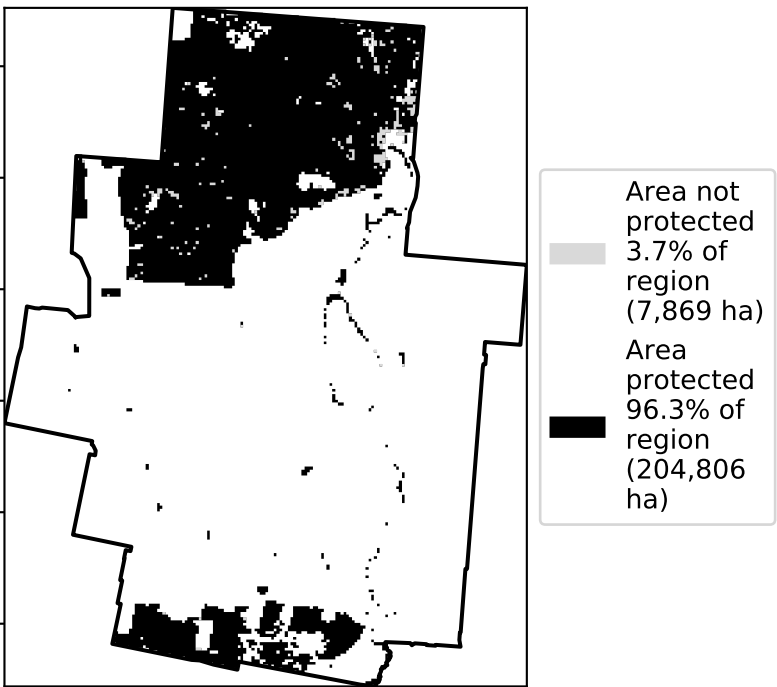 Area not
protected
3.7% of
region
(7,869 ha)
Area
protected
96.3% of
region
(204,806
ha)